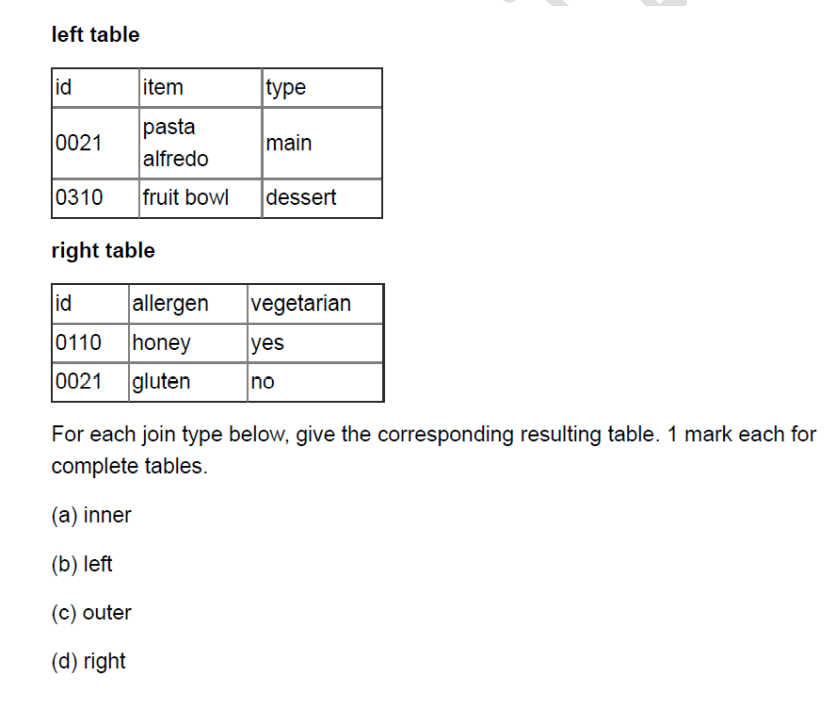 left table
id item type
0021 pasta alfredo main
0310 fruit bowl dessert
right table
id allergen vegetarian
0110 honey yes
0021 gluten no
For each join type below, give the corresponding resulting table. 1 mark each for
complete tables.
(a) inner
(b) left
(c) outer
(d) right